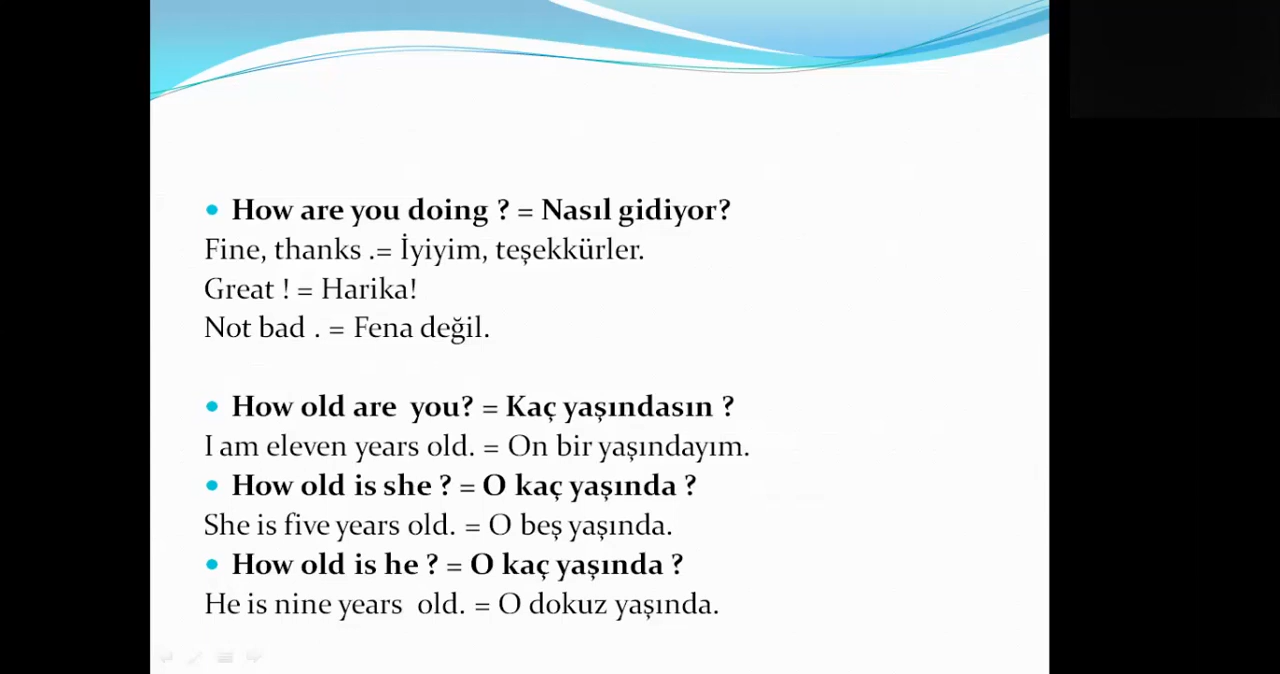 How are you doing ? = Nasıl gidiyor?
Fine, thanks .= İyiyim, teşekkürler.
Great ! = Harika!
Not bad . = Fena değil.
How old are  you? = Kaç yaşındasın ?
I am eleven years old. = On bir yaşındayım.
How old is she ? = O kaç yaşında ?
She is five years old. = O beş yaşında.
How old is he ? = O kaç yaşında ?
He is nine years  old. = O dokuz yaşında.